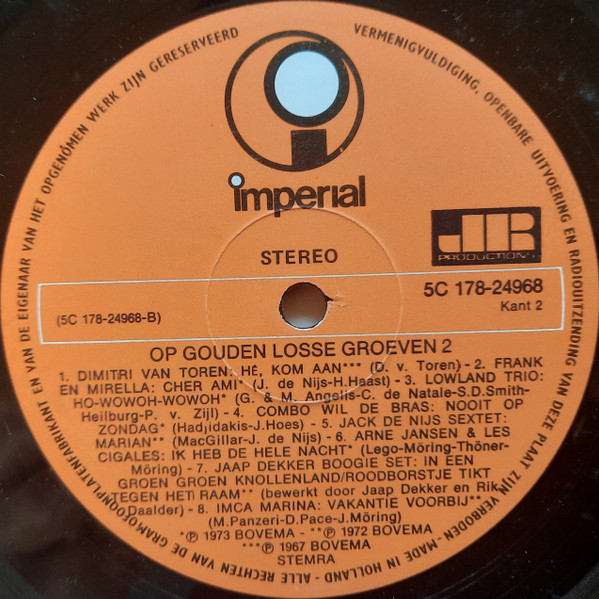 VERMENIGVULDIGING, OPENBARE UITVOERING EN RADIOUITZENDING VAN DEZE PLAAT ZIJN VERBODEN - MADE IN HOLLAND - ALLE RECHTEN VAN DE GRAMOFOONPLATENFABRIKANT EN VAN DE EIGENAAR VAN HET OPGENOMEN WERK ZIJN GERESERVEERD
imperial
JR
PRODUCTION
STEREO
5C 178-24968
(5C 178-24968-B)
Kant 2
OP GOUDEN LOSSE GROEVEN 2
1. DIMITRI VAN TOREN: HÉ, KOM AAN*** (D. v. Toren) - 2. FRANK
EN MIRELLA: CHER AMI* (J. de Nijs-H.Haast) - 3. LOWLAND TRIO:
HO-WOWOH-WOWOH* (G. & M. Angelis-C. de Natale-S.D.Smith-
Heilburg-P. v. Zijl) - 4. COMBO WIL DE BRAS: NOOIT OP
ZONDAG* (Hadjidakis-J.Hoes) - 5. JACK DE NIJS SEXTET:
MARIAN** (MacGillar-J. de Nijs) - 6. ARNE JANSEN & LES
CIGALES: IK HEB DE HELE NACHT* (Lego-Möring-Thöner-
Möring) - 7. JAAP DEKKER BOOGIE SET: IN EEN
GROEN GROEN KNOLLENLAND/ROODBORSTJE TIKT
TEGEN HET RAAM** (bewerkt door Jaap Dekker en Rik
Daalder) - 8. IMCA MARINA: VAKANTIE VOORBIJ**
(M.Panzeri-D.Pace-J.Möring)
*℗ 1973 BOVEMA - **℗ 1972 BOVEMA
***℗ 1967 BOVEMA
STEMRA